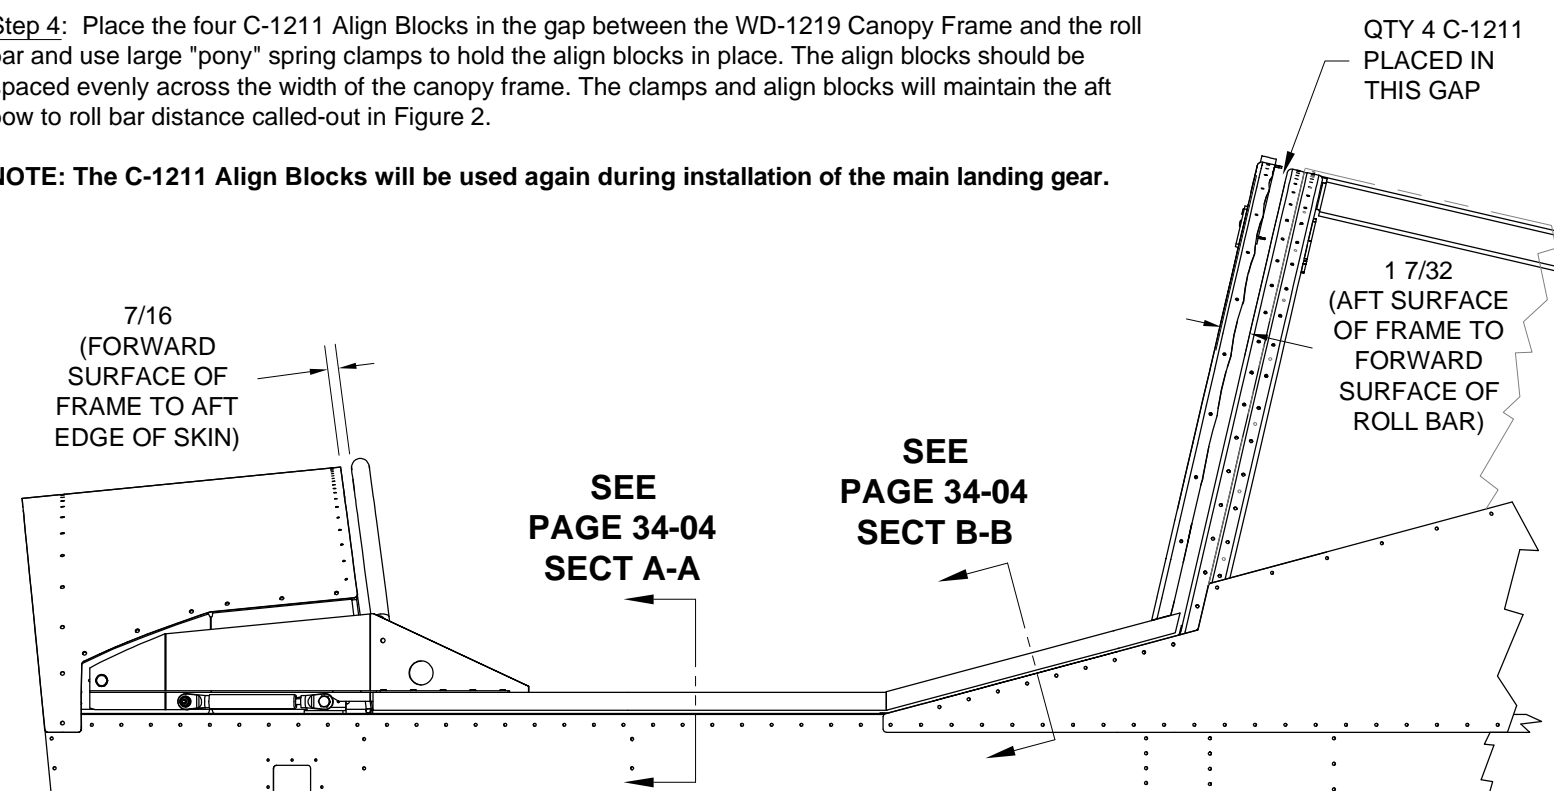 Step 4:  Place the four C-1211 Align Blocks in the gap between the WD-1219 Canopy Frame and the roll
bar and use large "pony" spring clamps to hold the align blocks in place. The align blocks should be
spaced evenly across the width of the canopy frame. The clamps and align blocks will maintain the aft
bow to roll bar distance called-out in Figure 2.
NOTE: The C-1211 Align Blocks will be used again during installation of the main landing gear.
QTY 4 C-1211
PLACED IN
THIS GAP
7/16
(FORWARD
SURFACE OF
FRAME TO AFT
EDGE OF SKIN)
1 7/32
(AFT SURFACE
OF FRAME TO
FORWARD
SURFACE OF
ROLL BAR)
SEE
PAGE 34-04
SECT A-A
SEE
PAGE 34-04
SECT B-B